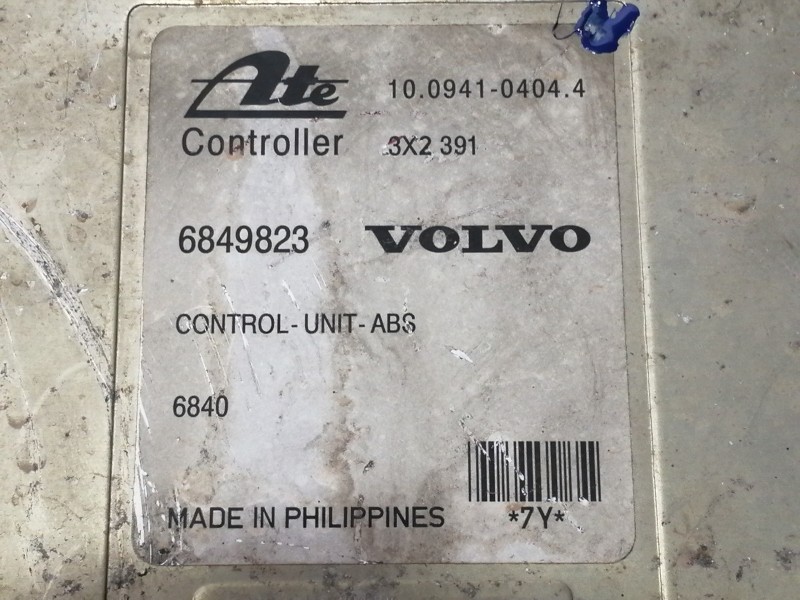 Ate 10.0941-0404.4
Controller 3X2 391
6849823 VOLVO
CONTROL-UNIT-ABS
6840
MADE IN PHILIPPINES *7Y*